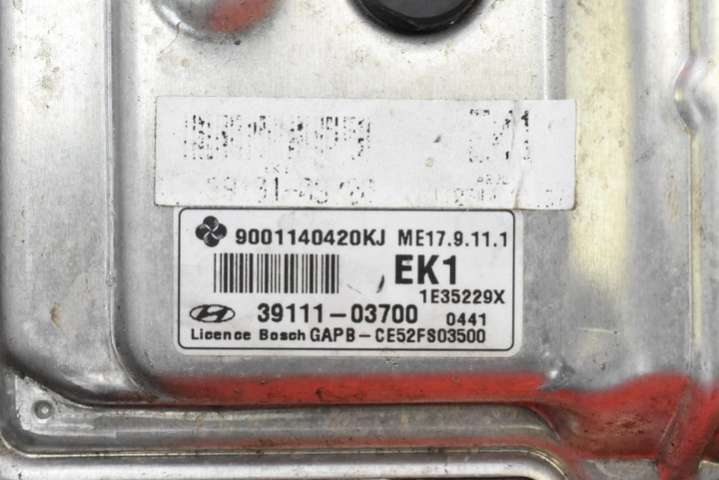 9001140420KJ ME17.9.11.1
EK1
1E35229X
39111-03700 0441
Licence Bosch GAPB-CE52FS03500